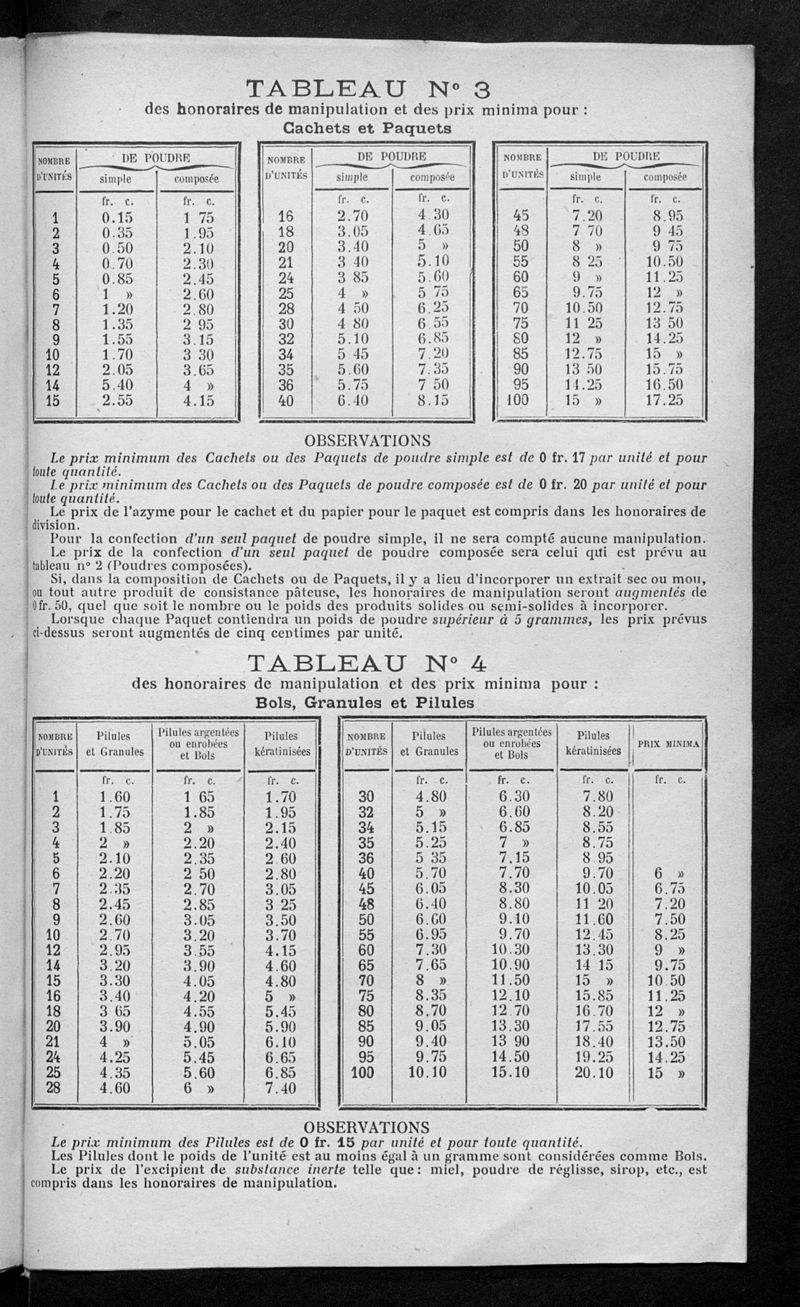 TABLEAU N° 3
des honoraires de manipulation et des prix minima pour :
Cachets et Paquets
NOMBRE D'UNITÉS DE POUDRE simple composée
fr. c. fr. c.
1 0.15 1 75
2 0.35 1.95
3 0.50 2.10
4 0.70 2.30
5 0.85 2.45
6 1 » 2.60
7 1.20 2.80
8 1.35 2 95
9 1.55 3.15
10 1.70 3 30
12 2.05 3.65
14 5.40 4 »
15 2.55 4.15
NOMBRE D'UNITÉS DE POUDRE simple composée
fr. c. fr. c.
16 2.70 4.30
18 3.05 4.65
20 3.40 5 »
21 3 40 5.10
24 3 85 5.60
25 4 » 5 75
28 4 50 6.25
30 4 80 6.55
32 5.10 6.85
34 5 45 7.20
35 5.60 7.35
36 5.75 7 50
40 6.40 8.15
NOMBRE D'UNITÉS DE POUDRE simple composée
fr. c. fr. c.
45 7.20 8.95
48 7 70 9 45
50 8 » 9 75
55 8 25 10.50
60 9 » 11.25
65 9.75 12 »
70 10.50 12.75
75 11 25 13 50
80 12 » 14.25
85 12.75 15 »
90 13 50 15.75
95 14.25 16.50
100 15 » 17.25
OBSERVATIONS
Le prix minimum des Cachets ou des Paquets de poudre simple est de 0 fr. 17 par unité et pour
toute quantité.
Le prix minimum des Cachets ou des Paquets de poudre composée est de 0 fr. 20 par unité et pour
toute quantité.
Le prix de l'azyme pour le cachet et du papier pour le paquet est compris dans les honoraires de
division.
Pour la confection d'un seul paquet de poudre simple, il ne sera compté aucune manipulation.
Le prix de la confection d'un seul paquet de poudre composée sera celui qui est prévu au
tableau n° 2 (Poudres composées).
Si, dans la composition de Cachets ou de Paquets, il y a lieu d'incorporer un extrait sec ou mou,
ou tout autre produit de consistance pâteuse, les honoraires de manipulation seront augmentés de
0 fr. 50, quel que soit le nombre ou le poids des produits solides ou semi-solides à incorporer.
Lorsque chaque Paquet contiendra un poids de poudre supérieur à 5 grammes, les prix prévus
ci-dessus seront augmentés de cinq centimes par unité.
TABLEAU N° 4
des honoraires de manipulation et des prix minima pour :
Bols, Granules et Pilules
NOMBRE D'UNITÉS Pilules et Granules Pilules argentées ou enrobées et Bols Pilules kératinisées
fr. c. fr. c. fr. c.
1 1.60 1 65 1.70
2 1.75 1.85 1.95
3 1.85 2 » 2.15
4 2 » 2.20 2.40
5 2.10 2.35 2 60
6 2.20 2 50 2.80
7 2.35 2.70 3.05
8 2.45 2.85 3 25
9 2.60 3.05 3.50
10 2 70 3.20 3.70
12 2.95 3.55 4.15
14 3.20 3.90 4.60
15 3.30 4.05 4.80
16 3.40 4.20 5 »
18 3 65 4.55 5.45
20 3.90 4.90 5.90
21 4 » 5.05 6.10
24 4.25 5.45 6.65
25 4.35 5.60 6.85
28 4.60 6 » 7.40
NOMBRE D'UNITÉS Pilules et Granules Pilules argentées ou enrobées et Bols Pilules kératinisées PRIX MINIMA
fr. c. fr. c. fr. c. fr. c.
30 4.80 6.30 7.80
32 5 » 6.60 8.20
34 5.15 6.85 8.55
35 5.25 7 » 8.75
36 5 35 7.15 8 95
40 5.70 7.70 9.70 6 »
45 6.05 8.30 10.05 6.75
48 6.40 8.80 11 20 7.20
50 6.60 9.10 11.60 7.50
55 6.95 9.70 12.45 8.25
60 7.30 10.30 13.30 9 »
65 7.65 10.90 14 15 9.75
70 8 » 11.50 15 » 10 50
75 8.35 12.10 15.85 11.25
80 8.70 12 70 16.70 12 »
85 9.05 13.30 17.55 12.75
90 9.40 13 90 18.40 13.50
95 9.75 14.50 19.25 14.25
100 10.10 15.10 20.10 15 »
OBSERVATIONS
Le prix minimum des Pilules est de 0 fr. 15 par unité et pour toute quantité.
Les Pilules dont le poids de l'unité est au moins égal à un gramme sont considérées comme Bols.
Le prix de l'excipient de substance inerte telle que : miel, poudre de réglisse, sirop, etc., est
compris dans les honoraires de manipulation.